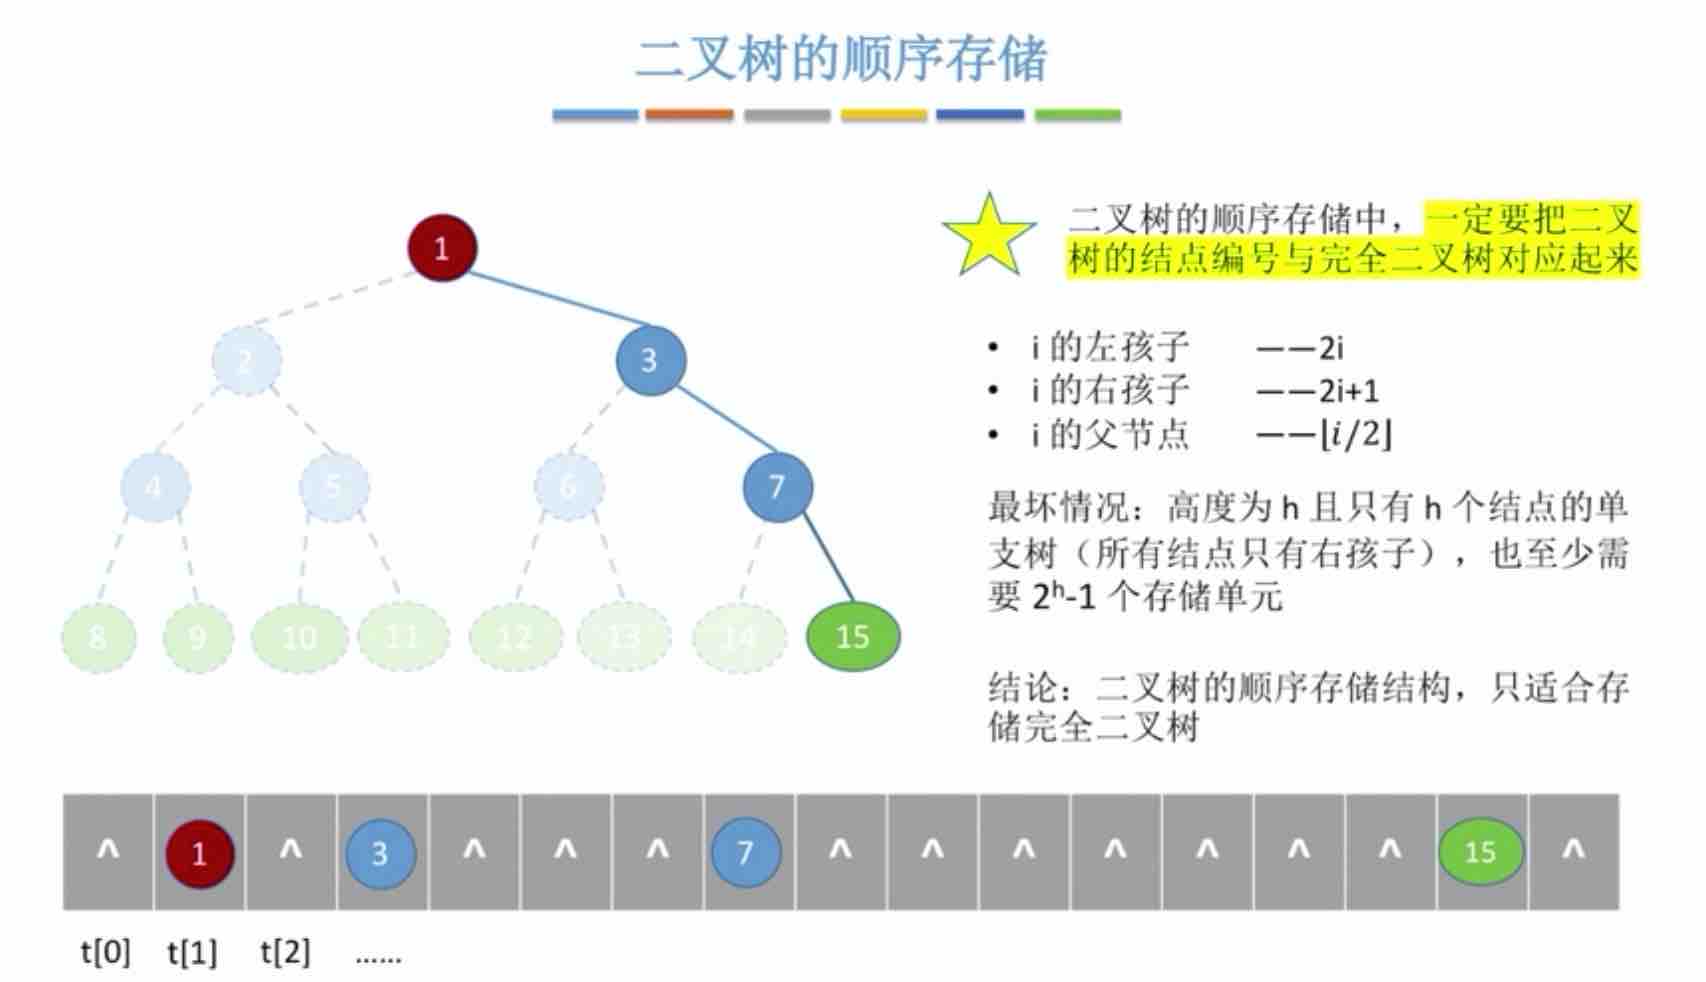 二叉树的顺序存储
1
2
3
4
5
6
7
8
9
10
11
12
13
14
15
二叉树的顺序存储中，一定要把二叉
树的结点编号与完全二叉树对应起来
• i 的左孩子 ——2i
• i 的右孩子 ——2i+1
• i 的父节点 ——⌊i/2⌋
最坏情况：高度为 h 且只有 h 个结点的单
支树（所有结点只有右孩子），也至少需
要 2ʰ-1 个存储单元
结论：二叉树的顺序存储结构，只适合存
储完全二叉树
^ 1 ^ 3 ^ ^ ^ 7 ^ ^ ^ ^ ^ ^ ^ 15 ^
t[0] t[1] t[2] ......